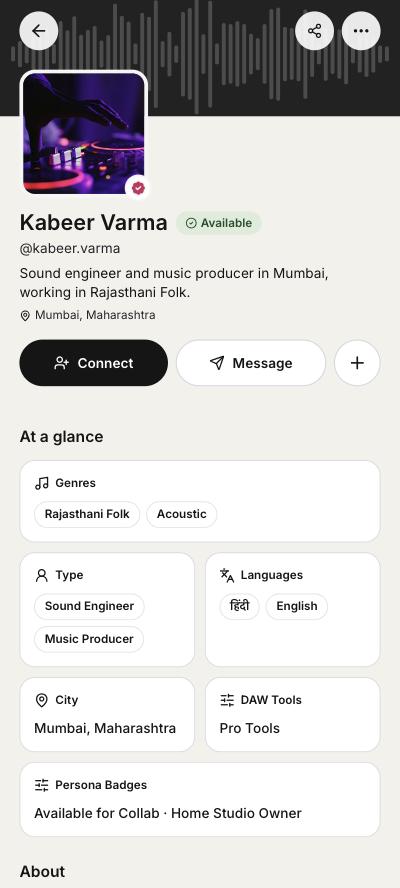 Kabeer Varma
Available
@kabeer.varma
Sound engineer and music producer in Mumbai,
working in Rajasthani Folk.
Mumbai, Maharashtra
Connect
Message
At a glance
Genres
Rajasthani Folk
Acoustic
Type
Sound Engineer
Music Producer
Languages
हिंदी
English
City
Mumbai, Maharashtra
DAW Tools
Pro Tools
Persona Badges
Available for Collab · Home Studio Owner
About